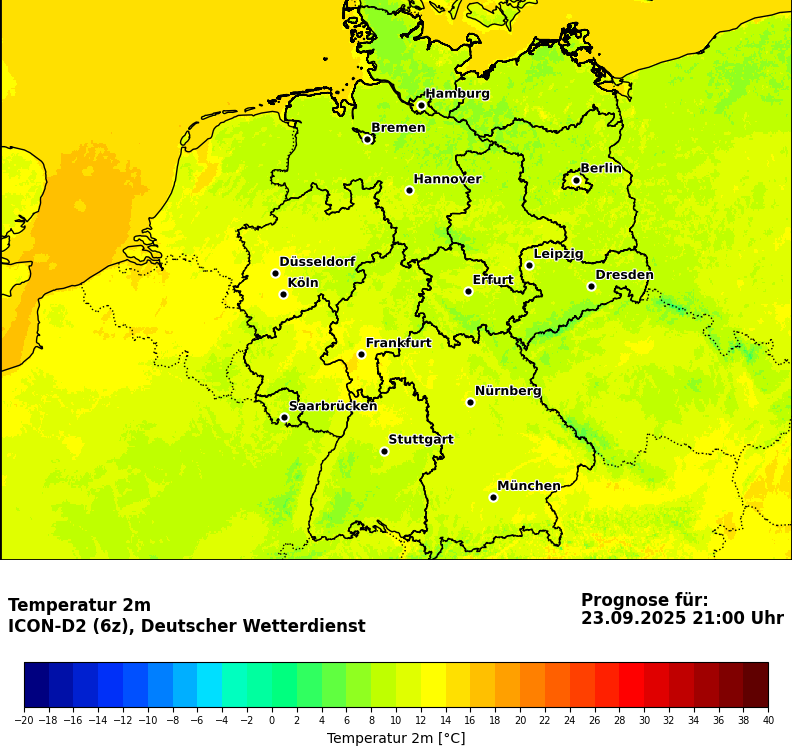 Hamburg
Bremen
Berlin
Hannover
Leipzig
Düsseldorf
Dresden
Köln
Erfurt
Frankfurt
Nürnberg
Saarbrücken
Stuttgart
München
Temperatur 2m
ICON-D2 (6z), Deutscher Wetterdienst
Prognose für:
23.09.2025 21:00 Uhr
−20 −18 −16 −14 −12 −10 −8 −6 −4 −2 0 2 4 6 8 10 12 14 16 18 20 22 24 26 28 30 32 34 36 38 40
Temperatur 2m [°C]